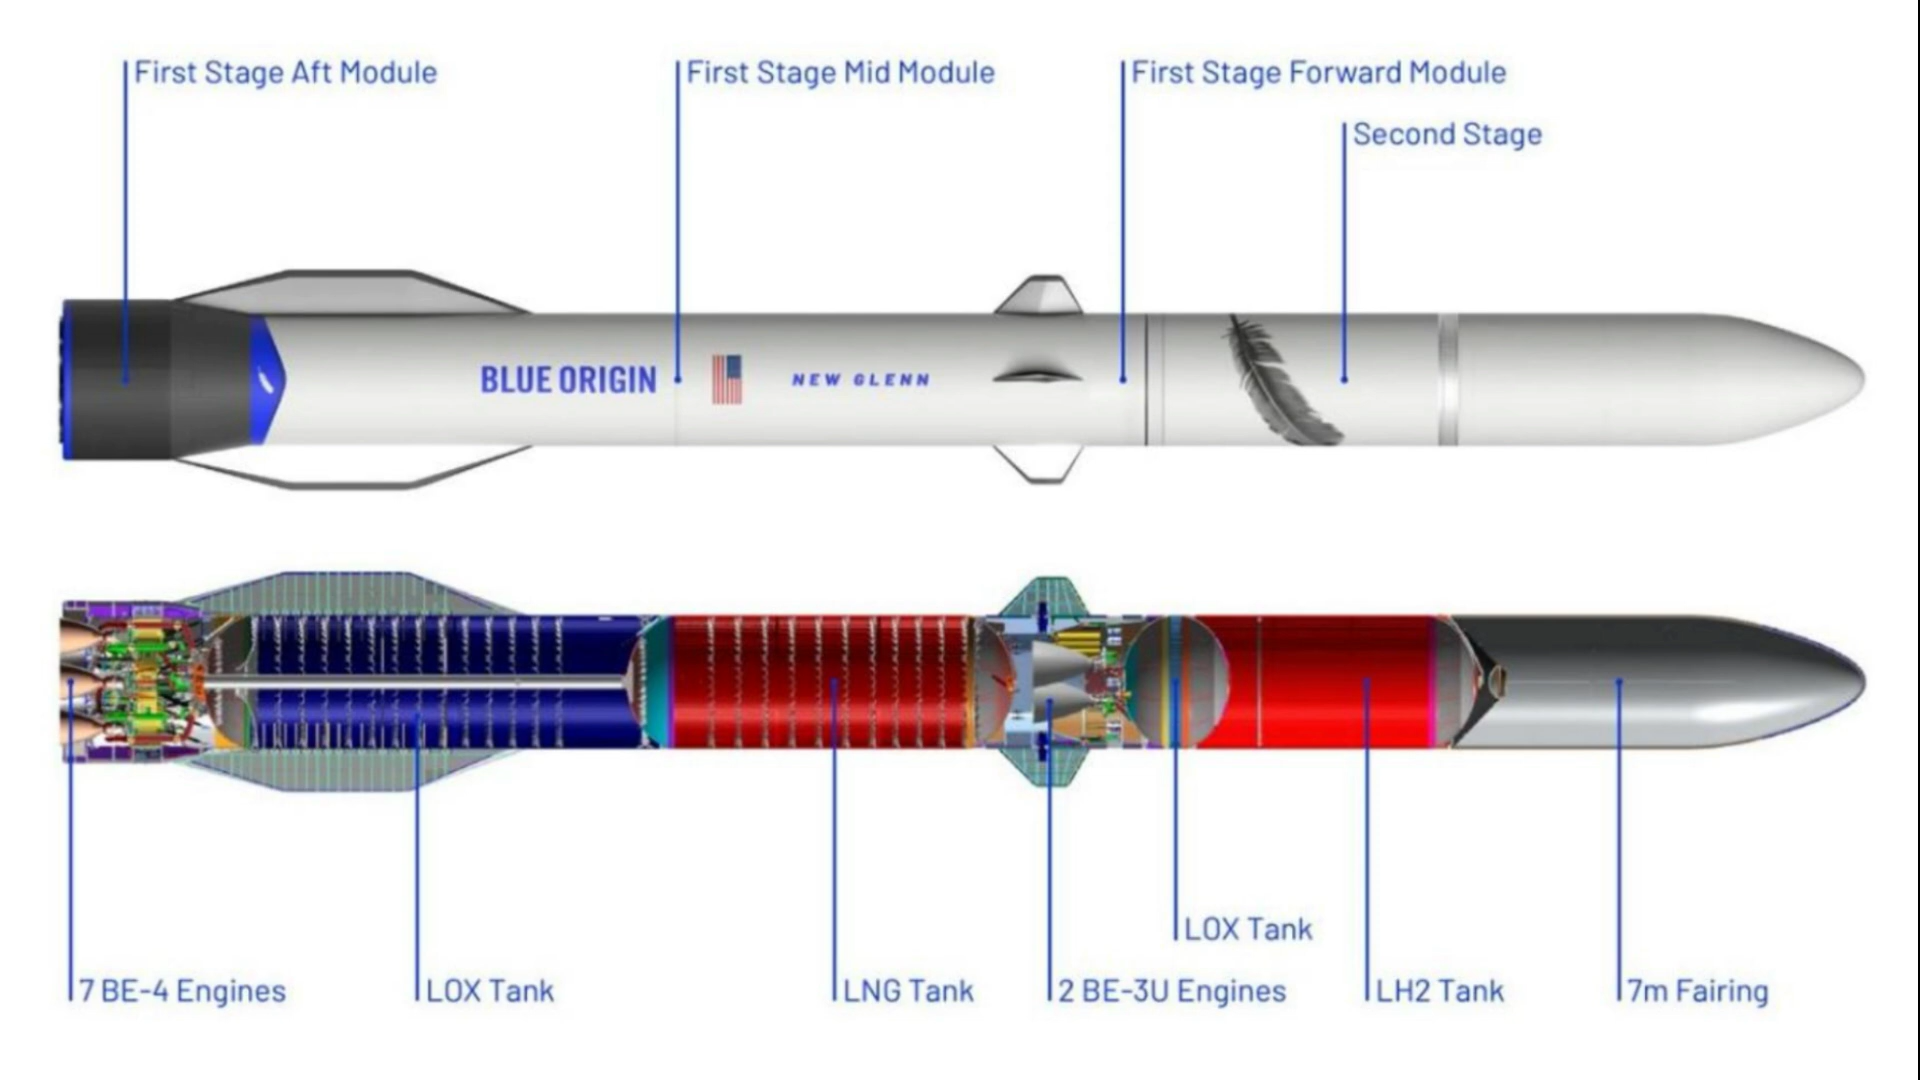 First Stage Aft Module
First Stage Mid Module
First Stage Forward Module
Second Stage
BLUE ORIGIN
NEW GLENN
LOX Tank
7 BE-4 Engines
LOX Tank
LNG Tank
2 BE-3U Engines
LH2 Tank
7m Fairing